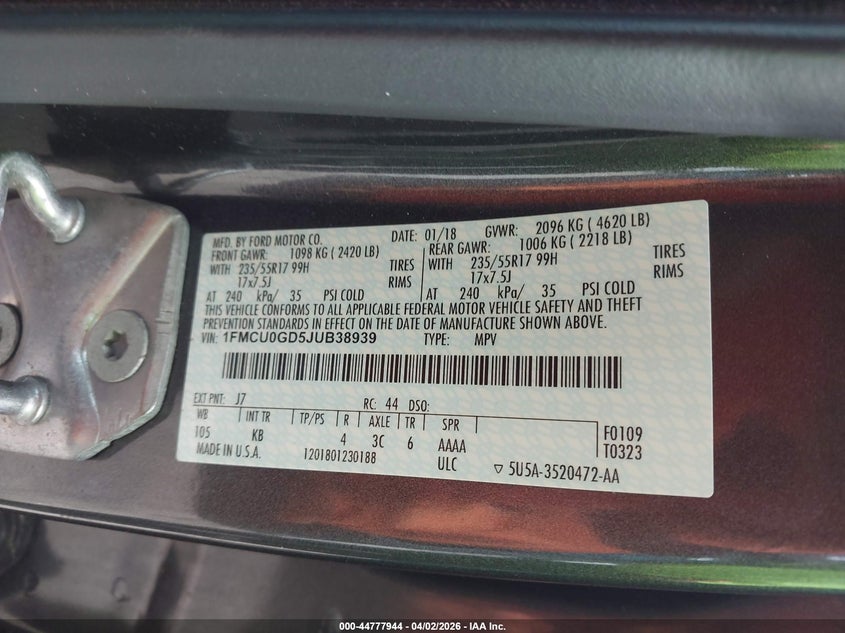 MFD. BY FORD MOTOR CO. DATE: 01/18 GVWR: 2096 KG ( 4620 LB)
FRONT GAWR: 1098 KG ( 2420 LB) REAR GAWR: 1006 KG ( 2218 LB)
WITH 235/55R17 99H TIRES WITH 235/55R17 99H TIRES
17x7.5J RIMS 17x7.5J RIMS
AT 240 kPa/ 35 PSI COLD AT 240 kPa/ 35 PSI COLD
THIS VEHICLE CONFORMS TO ALL APPLICABLE FEDERAL MOTOR VEHICLE SAFETY AND THEFT
PREVENTION STANDARDS IN EFFECT ON THE DATE OF MANUFACTURE SHOWN ABOVE.
VIN: 1FMCU0GD5JUB38939 TYPE: MPV
EXT PNT: J7 RC: 44 DSO:
WB INT TR TP/PS R AXLE TR SPR
105 KB 4 3C 6 AAAA F0109
MADE IN U.S.A. 1201801230188 ULC T0323
▽ 5U5A-3520472-AA
000-44777944 | 04/02/2026 | IAA Inc.